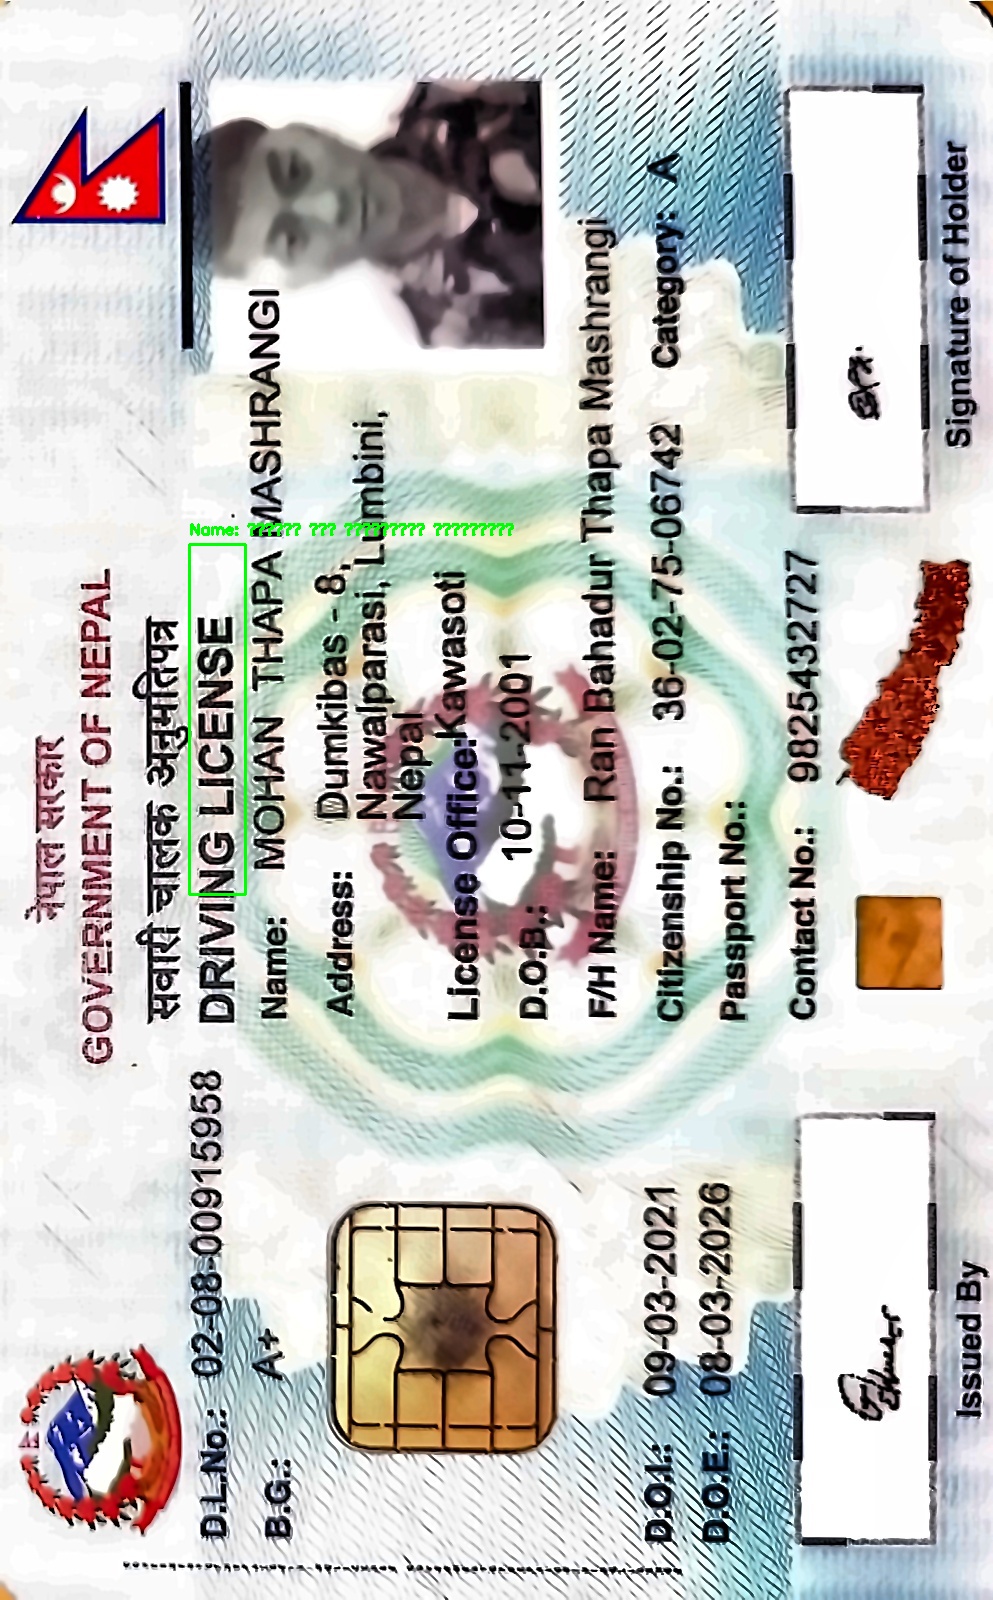 नेपाल सरकार
GOVERNMENT OF NEPAL
सवारी चालक अनुमतिपत्र
DRIVING LICENSE
D.L.No.: 02-08-00915958
B.G.: A+
Name: MOHAN THAPA MASHRANGI
Address: Dumkibas - 8,
Nawalparasi, Lumbini,
Nepal
License Office: Kawasoti
D.O.B.: 10-11-2001
F/H Name: Ran Bahadur Thapa Mashrangi
Citizenship No.: 36-02-75-06742 Category: A
Passport No.:
Contact No.: 9825432727
D.O.I.: 09-03-2021
D.O.E.: 08-03-2026
Issued By
Signature of Holder
Name: ?????? ??? ????????? ?????????